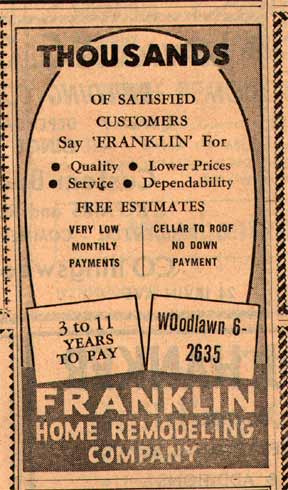 THOUSANDS
OF SATISFIED
CUSTOMERS
Say 'FRANKLIN' For
• Quality • Lower Prices
• Service • Dependability
FREE ESTIMATES
VERY LOW
MONTHLY
PAYMENTS
CELLAR TO ROOF
NO DOWN
PAYMENT
3 to 11
YEARS
TO PAY
WOodlawn 6-
2635
FRANKLIN
HOME REMODELING
COMPANY